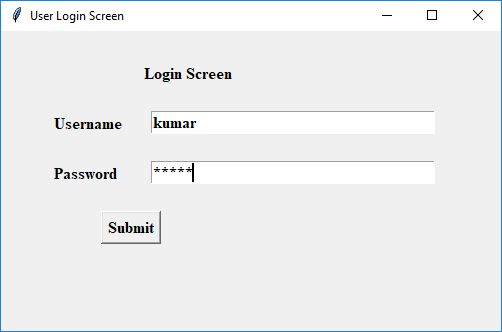 User Login Screen
Login Screen
Username kumar
Password *****
Submit